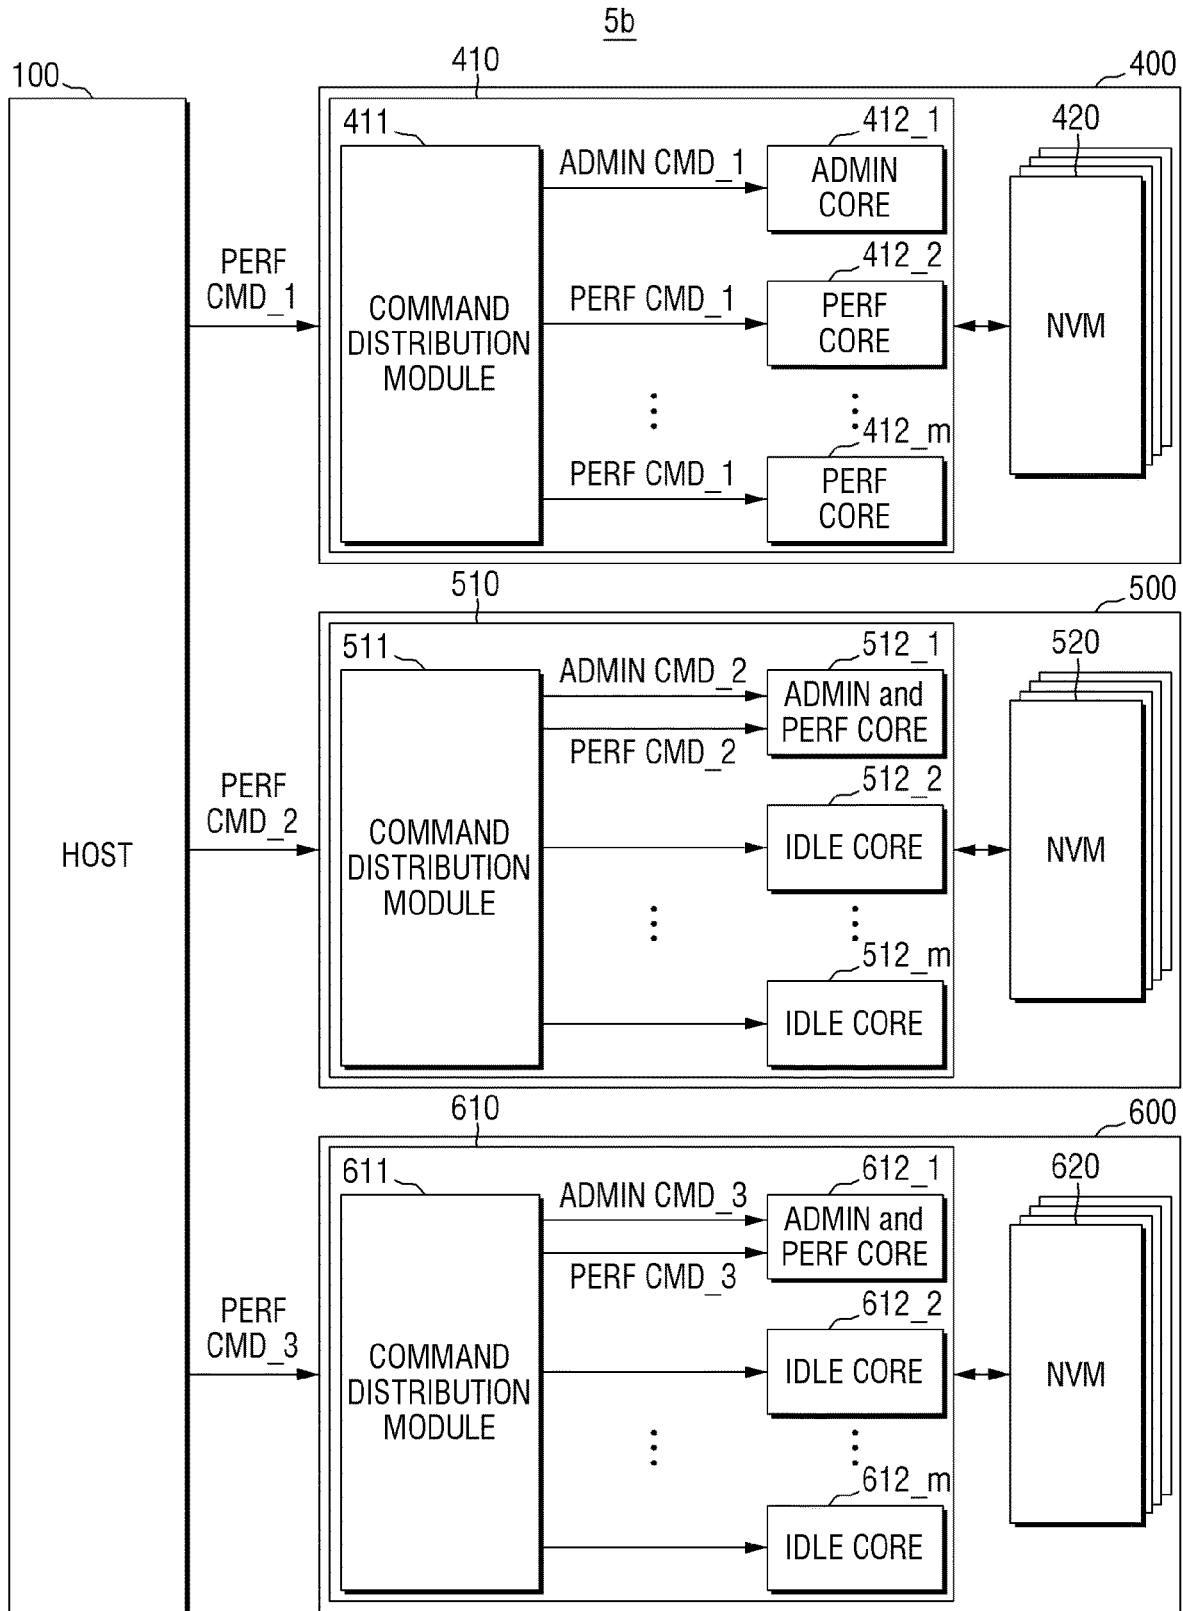 5b
100
410
400
411
412_1
420
ADMIN CMD_1
ADMIN
CORE
412_2
PERF
CMD_1
PERF CMD_1
COMMAND
DISTRIBUTION
MODULE
PERF
CORE
NVM
412_m
PERF CMD_1
PERF
CORE
510
500
511
512_1
520
ADMIN CMD_2
ADMIN and
PERF CORE
PERF CMD_2
512_2
PERF
CMD_2
HOST
COMMAND
DISTRIBUTION
MODULE
IDLE CORE
NVM
512_m
IDLE CORE
610
600
611
612_1
620
ADMIN CMD_3
ADMIN and
PERF CORE
PERF CMD_3
612_2
PERF
CMD_3
COMMAND
DISTRIBUTION
MODULE
IDLE CORE
NVM
612_m
IDLE CORE